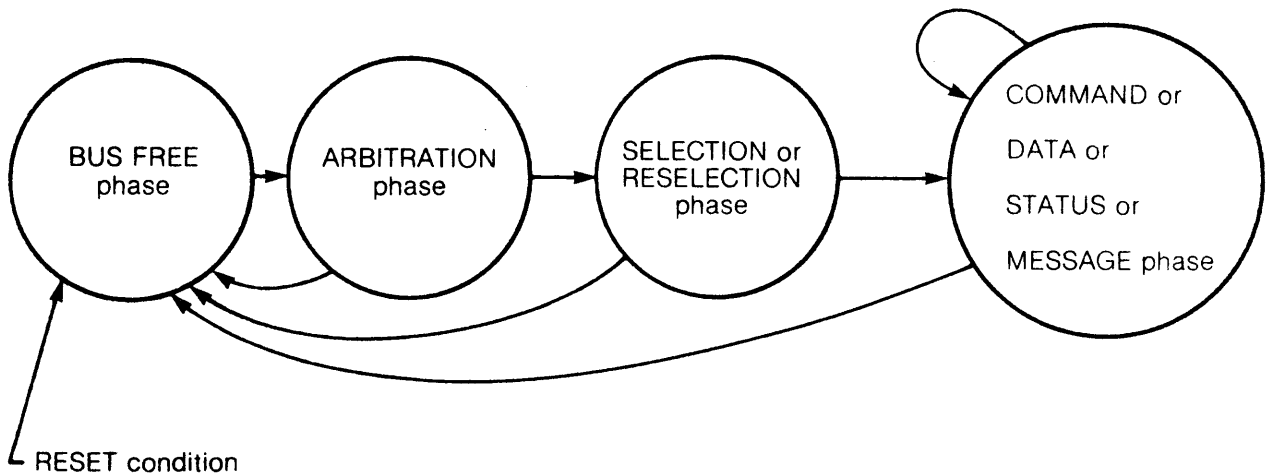 BUS FREE
phase
ARBITRATION
phase
SELECTION or
RESELECTION
phase
COMMAND or
DATA or
STATUS or
MESSAGE phase
RESET condition